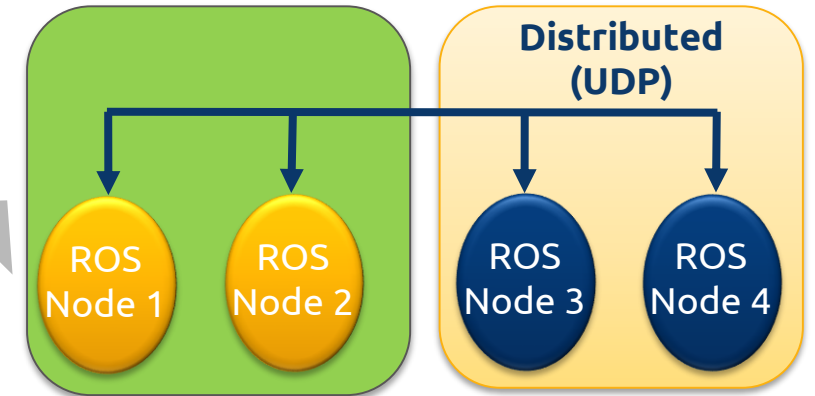 Distributed
(UDP)
ROS
Node 1
ROS
Node 2
ROS
Node 3
ROS
Node 4